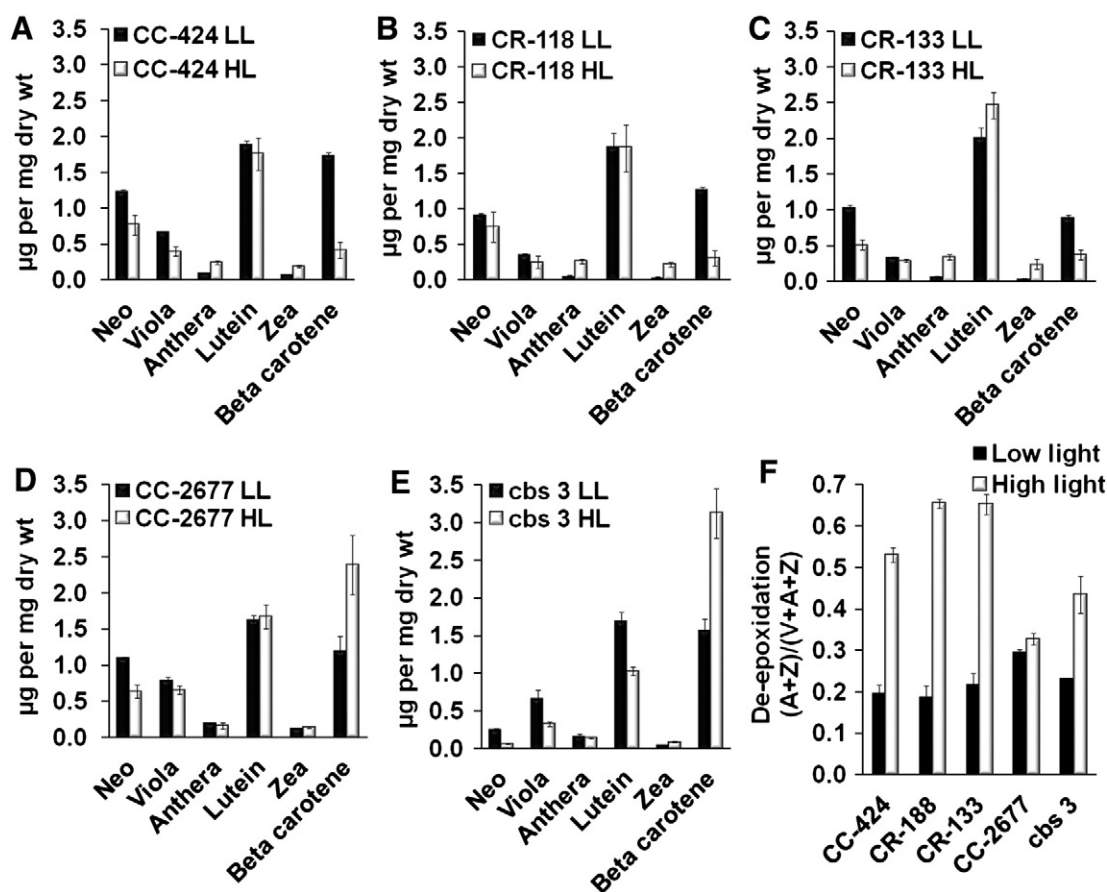 A
CC-424 LL
CC-424 HL
µg per mg dry wt
3.5
3.0
2.5
2.0
1.5
1.0
0.5
0.0
Neo
Viola
Anthera
Lutein
Zea
Beta carotene
B
CR-118 LL
CR-118 HL
µg per mg dry wt
3.5
3.0
2.5
2.0
1.5
1.0
0.5
0.0
Neo
Viola
Anthera
Lutein
Zea
Beta carotene
C
CR-133 LL
CR-133 HL
µg per mg dry wt
3.5
3.0
2.5
2.0
1.5
1.0
0.5
0.0
Neo
Viola
Anthera
Lutein
Zea
Beta carotene
D
CC-2677 LL
CC-2677 HL
µg per mg dry wt
3.5
3.0
2.5
2.0
1.5
1.0
0.5
0.0
Neo
Viola
Anthera
Lutein
Zea
Beta carotene
E
cbs 3 LL
cbs 3 HL
µg per mg dry wt
3.5
3.0
2.5
2.0
1.5
1.0
0.5
0.0
Neo
Viola
Anthera
Lutein
Zea
Beta carotene
F
Low light
High light
De-epoxidation
(A+Z)/(V+A+Z)
0.7
0.6
0.5
0.4
0.3
0.2
0.1
0.0
CC-424
CR-188
CR-133
CC-2677
cbs 3